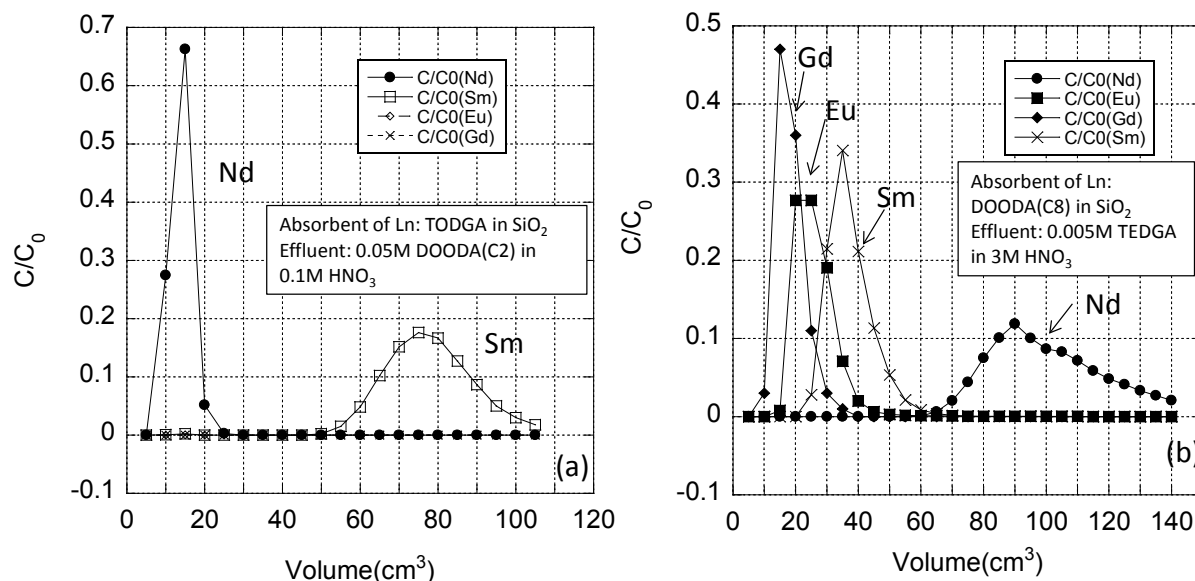 0.7
0.6
0.5
0.4
0.3
0.2
0.1
0
-0.1
C/C0
C/C0(Nd)
C/C0(Sm)
C/C0(Eu)
C/C0(Gd)
Nd
Absorbent of Ln: TODGA in SiO2
Effluent: 0.05M DOODA(C2) in
0.1M HNO3
Sm
(a)
0 20 40 60 80 100 120
Volume(cm3)
0.5
0.4
0.3
0.2
0.1
0
-0.1
C/C0
Gd
Eu
Sm
C/C0(Nd)
C/C0(Eu)
C/C0(Gd)
C/C0(Sm)
Absorbent of Ln:
DOODA(C8) in SiO2
Effluent: 0.005M TEDGA
in 3M HNO3
Nd
(b)
0 20 40 60 80 100 120 140
Volume(cm3)